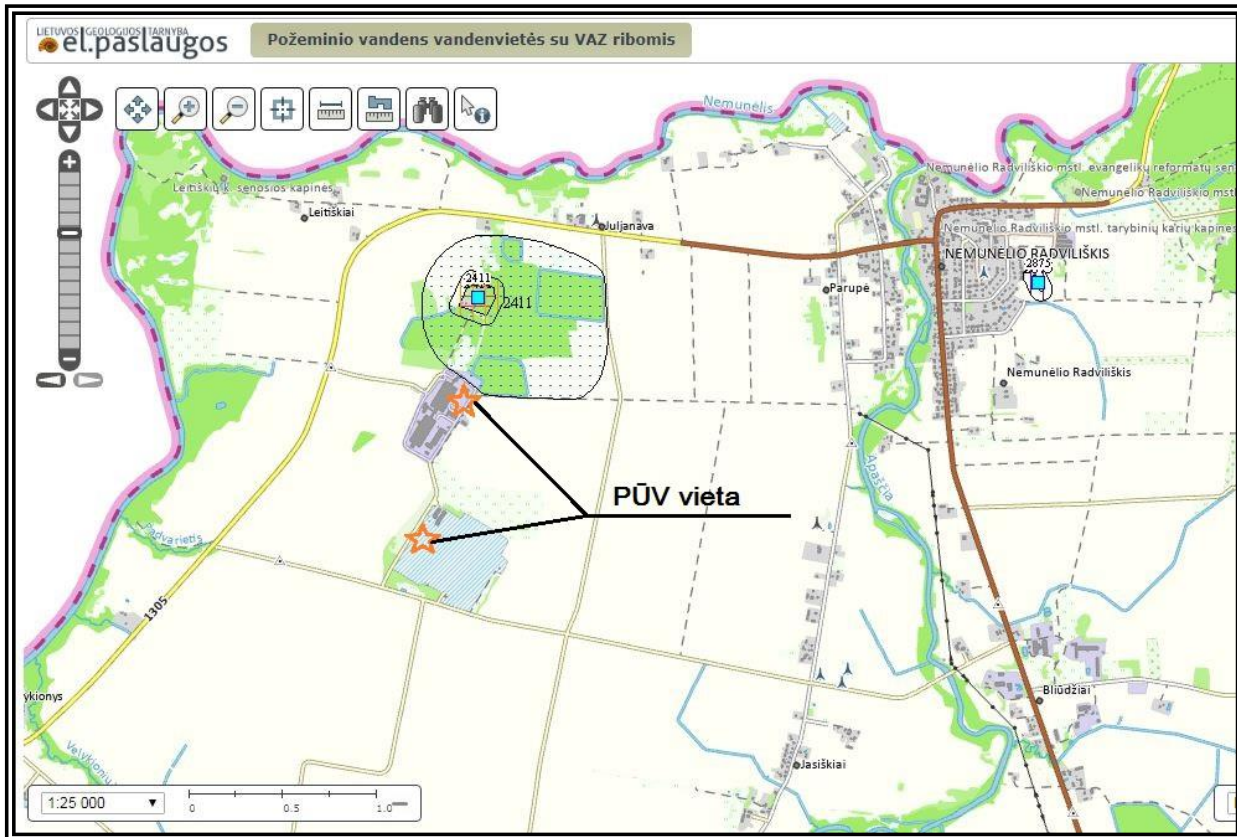 LIETUVOS GEOLOGIJOS TARNYBA
el.paslaugos
Požeminio vandens vandenvietės su VAZ ribomis
Nemunėlis
Leitiškių k. senosios kapinės
Leitiškiai
Juljanava
Nemunėlio Radviliškio mstl. evangelikų reformatų sen
Nemunėlio Radviliškio mstl
Nemunėlio Radviliškio mstl. tarybinių karių kapinės
NEMUNĖLIO RADVILIŠKIS
2411
2411
2875
Parupė
Nemunėlio Radviliškis
Apaščia
PŪV vieta
Padvarietis
1305
ykionys
Bliūdžiai
Jasiškiai
1:25 000
0 0.5 1.0